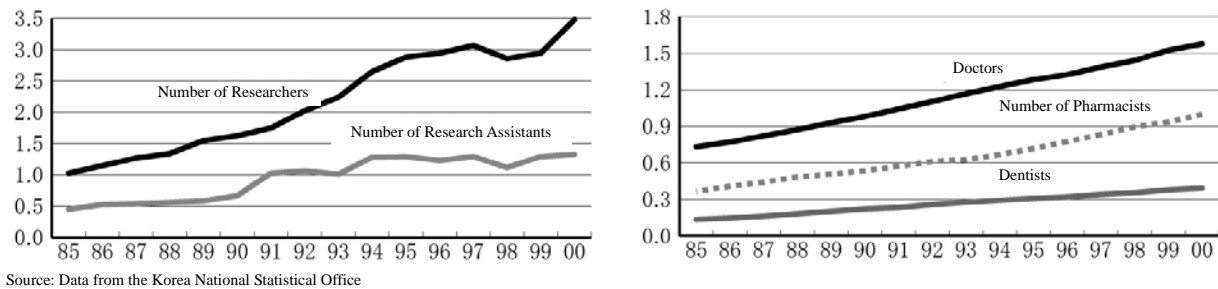 3.5
3.0
2.5
2.0
1.5
1.0
0.5
0.0
Number of Researchers
Number of Research Assistants
85 86 87 88 89 90 91 92 93 94 95 96 97 98 99 00
1.8
1.5
1.2
0.9
0.6
0.3
0.0
Doctors
Number of Pharmacists
Dentists
85 86 87 88 89 90 91 92 93 94 95 96 97 98 99 00
Source: Data from the Korea National Statistical Office